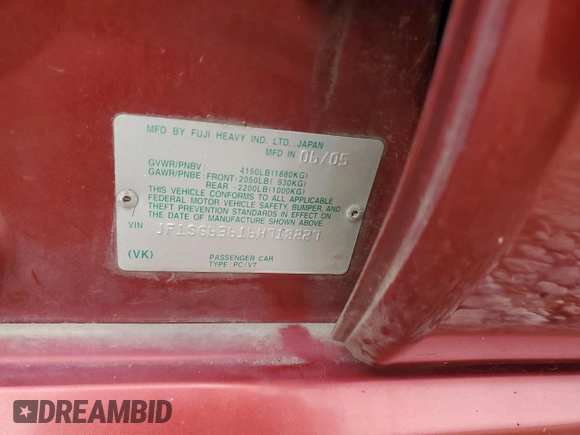 MFD BY FUJI HEAVY IND. LTD. JAPAN
MFD IN 06/05
GVWR/PNBV: 4150LB(1880KG)
GAWR/PNBE:FRONT-2050LB( 930KG)
REAR -2200LB(1000KG)
THIS VEHICLE CONFORMS TO ALL APPLICABLE
FEDERAL MOTOR VEHICLE SAFETY, BUMPER, AND
THEFT PREVENTION STANDARDS IN EFFECT ON
THE DATE OF MANUFACTURE SHOWN ABOVE.
VIN
(VK) PASSENGER CAR
TYPE:PC/VT
DREAMBID